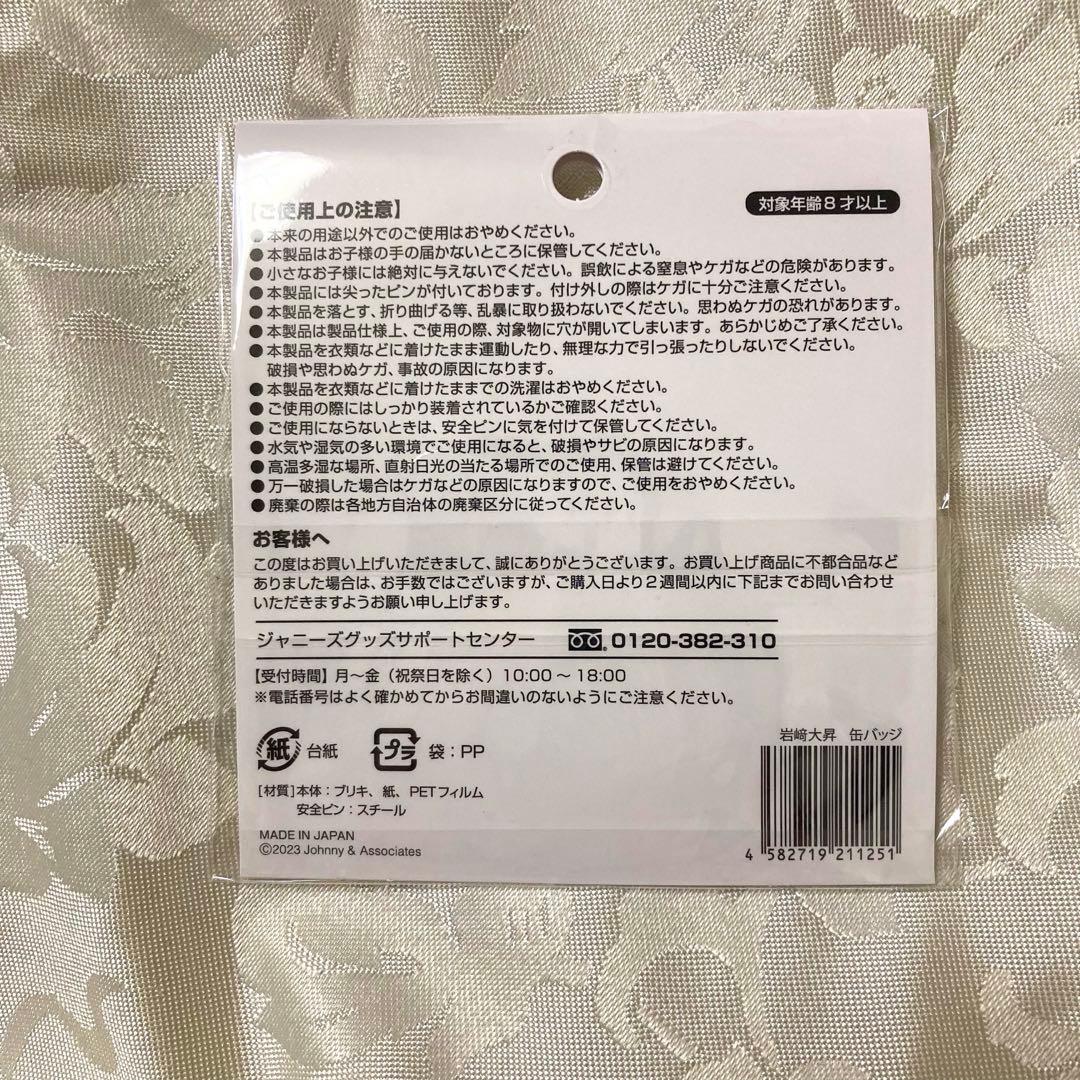 【ご使用上の注意】
対象年齢8才以上
●本来の用途以外でのご使用はおやめください。
●本製品はお子様の手の届かないところに保管してください。
●小さなお子様には絶対に与えないでください。誤飲による窒息やケガなどの危険があります。
●本製品には尖ったピンが付いております。付け外しの際はケガに十分ご注意ください。
●本製品を落とす、折り曲げる等、乱暴に取り扱わないでください。思わぬケガの恐れがあります。
●本製品は製品仕様上、ご使用の際、対象物に穴が開いてしまいます。あらかじめご了承ください。
●本製品を衣類などに着けたまま運動したり、無理な力で引っ張ったりしないでください。
破損や思わぬケガ、事故の原因になります。
●本製品を衣類などに着けたままでの洗濯はおやめください。
●ご使用の際にはしっかり装着されているかご確認ください。
●ご使用にならないときは、安全ピンに気を付けて保管してください。
●水気や湿気の多い環境でご使用になると、破損やサビの原因になります。
●高温多湿な場所、直射日光の当たる場所でのご使用、保管は避けてください。
●万一破損した場合はケガなどの原因になりますので、ご使用をおやめください。
●廃棄の際は各地方自治体の廃棄区分に従ってください。
お客様へ
この度はお買い上げいただきまして、誠にありがとうございます。お買い上げ商品に不都合品など
ありました場合は、お手数ではございますが、ご購入日より2週間以内に下記までお問い合わせ
いただきますようお願い申し上げます。
ジャニーズグッズサポートセンター 0120-382-310
【受付時間】月～金（祝祭日を除く）10:00～18:00
※電話番号はよく確かめてからお間違いのないようにご注意ください。
紙 台紙 プラ 袋：PP
岩﨑大昇 缶バッジ
[材質]本体：ブリキ、紙、PETフィルム
安全ピン：スチール
MADE IN JAPAN
©2023 Johnny & Associates
4 582719 211251